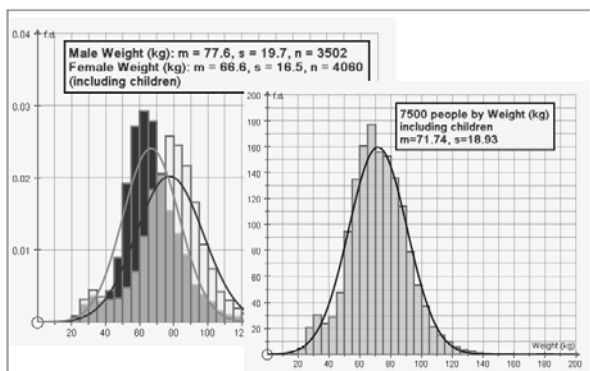 0.04
f.d.
Male Weight (kg): m = 77.6, s = 19.7, n = 3502
Female Weight (kg): m = 66.6, s = 16.5, n = 4060
(including children)
0.03
0.02
0.01
20 40 60 80 100 12
200
f.d.
7500 people by Weight (kg)
including children
m=71.74, s=18.93
180
160
140
120
100
80
60
40
20
Weight (kg)
20 40 60 80 100 120 140 160 180 200